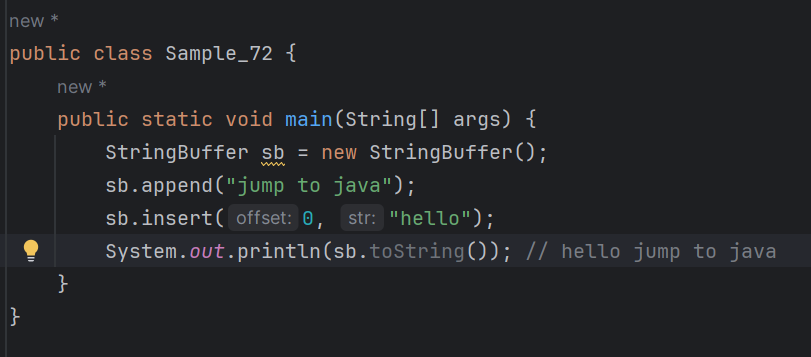 new *
public class Sample_72 {
new *
public static void main(String[] args) {
StringBuffer sb = new StringBuffer();
sb.append("jump to java");
sb.insert( offset: 0, str: "hello");
System.out.println(sb.toString()); // hello jump to java
}
}